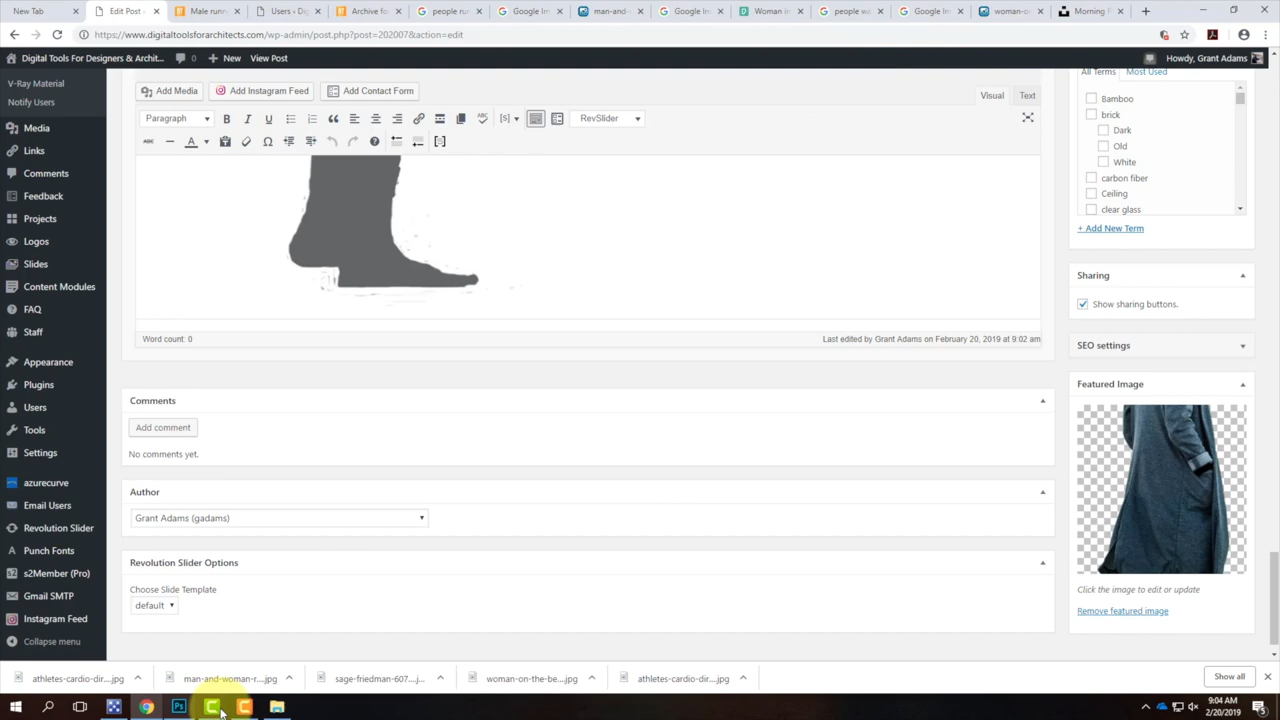 New Tab
Edit Post
Male runn
Users ‹ Di
Archive for
people run
Google Im
man-and-
Google Im
Woman in
people wa
Google Im
woman-o
Morning F
https://www.digitaltoolsforarchitects.com/wp-admin/post.php?post=202007&action=edit
Digital Tools For Designers & Archit...
0
New
View Post
Howdy, Grant Adams
V-Ray Material
Notify Users
Media
Links
Comments
Feedback
Projects
Logos
Slides
Content Modules
FAQ
Staff
Appearance
Plugins
Users
Tools
Settings
azurecurve
Email Users
Revolution Slider
Punch Fonts
s2Member (Pro)
Gmail SMTP
Instagram Feed
Collapse menu
Add Media
Add Instagram Feed
Add Contact Form
Visual
Text
Paragraph
RevSlider
Word count: 0
Last edited by Grant Adams on February 20, 2019 at 9:02 am
Comments
Add comment
No comments yet.
Author
Grant Adams (gadams)
Revolution Slider Options
Choose Slide Template
default
All Terms
Most Used
Bamboo
brick
Dark
Old
White
carbon fiber
Ceiling
clear glass
+ Add New Term
Sharing
Show sharing buttons.
SEO settings
Featured Image
Click the image to edit or update
Remove featured image
athletes-cardio-dir....jpg
man-and-woman-r....jpg
sage-friedman-607....jpg
woman-on-the-be....jpg
athletes-cardio-dir....jpg
Show all
Ps
9:04 AM
2/20/2019
5